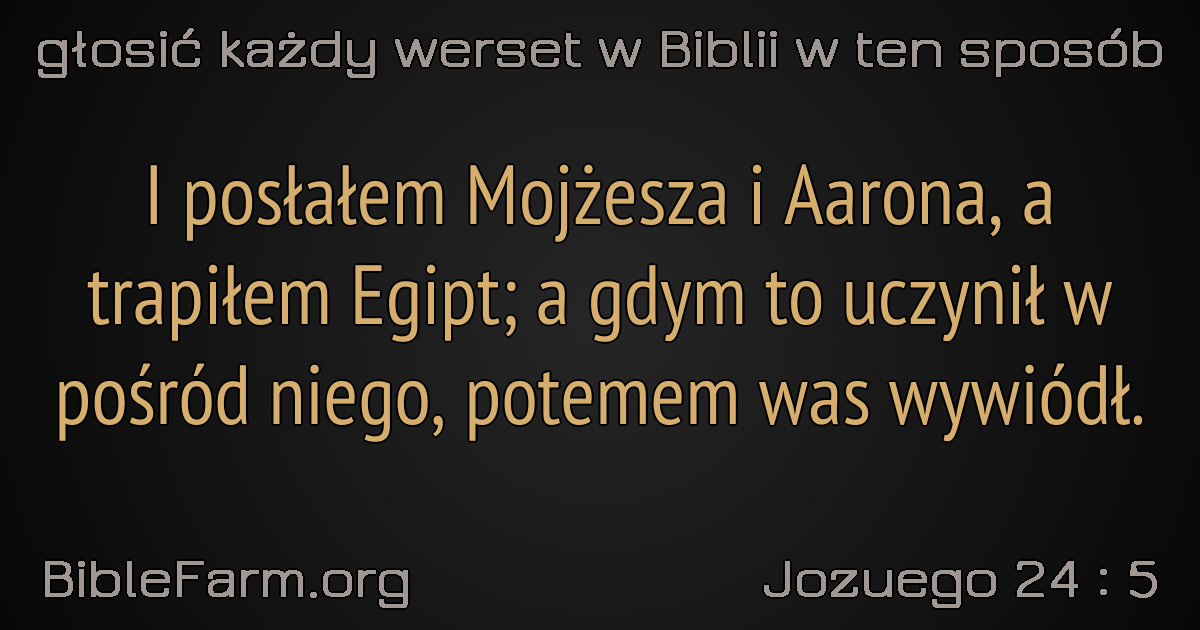 głosić każdy werset w Biblii w ten sposób
I posłałem Mojżesza i Aarona, a
trapiłem Egipt; a gdym to uczynił w
pośród niego, potemem was wywiódł.
BibleFarm.org
Jozuego 24 : 5